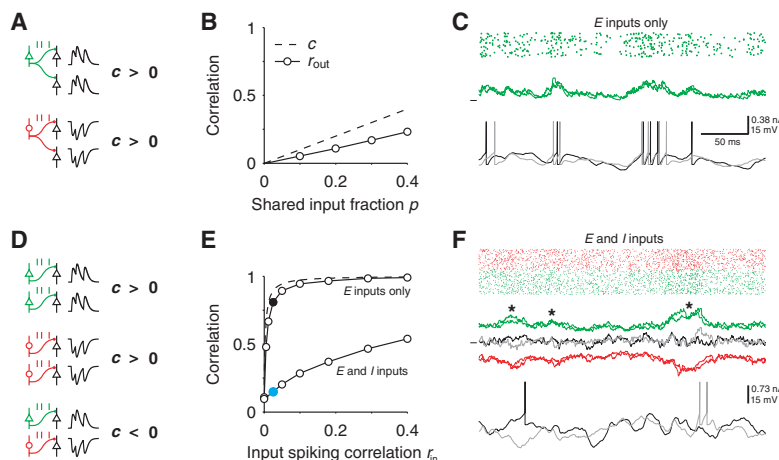 A
c > 0
c > 0
B
Correlation
1
0.5
0
c
r_out
0
0.2
0.4
Shared input fraction p
C
E inputs only
0.38 n
15 mV
50 ms
D
c > 0
c > 0
c < 0
E
Correlation
1
0.5
0
E inputs only
E and I inputs
0
0.2
0.4
Input spiking correlation r_in
F
E and I inputs
*
*
*
0.73 n
15 mV